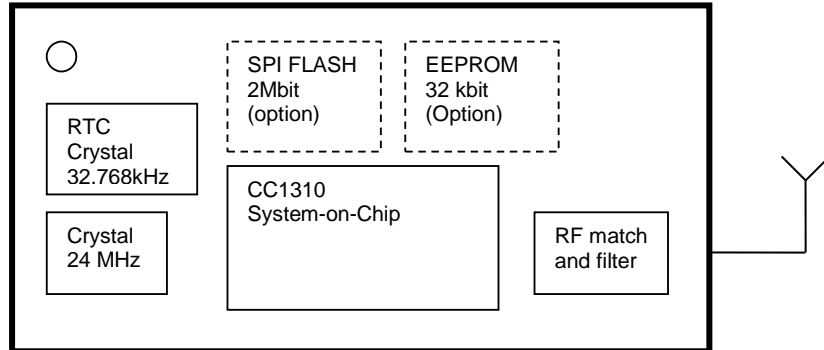 SPI FLASH
2Mbit
(option)
EEPROM
32 kbit
(Option)
RTC
Crystal
32.768kHz
CC1310
System-on-Chip
Crystal
24 MHz
RF match
and filter